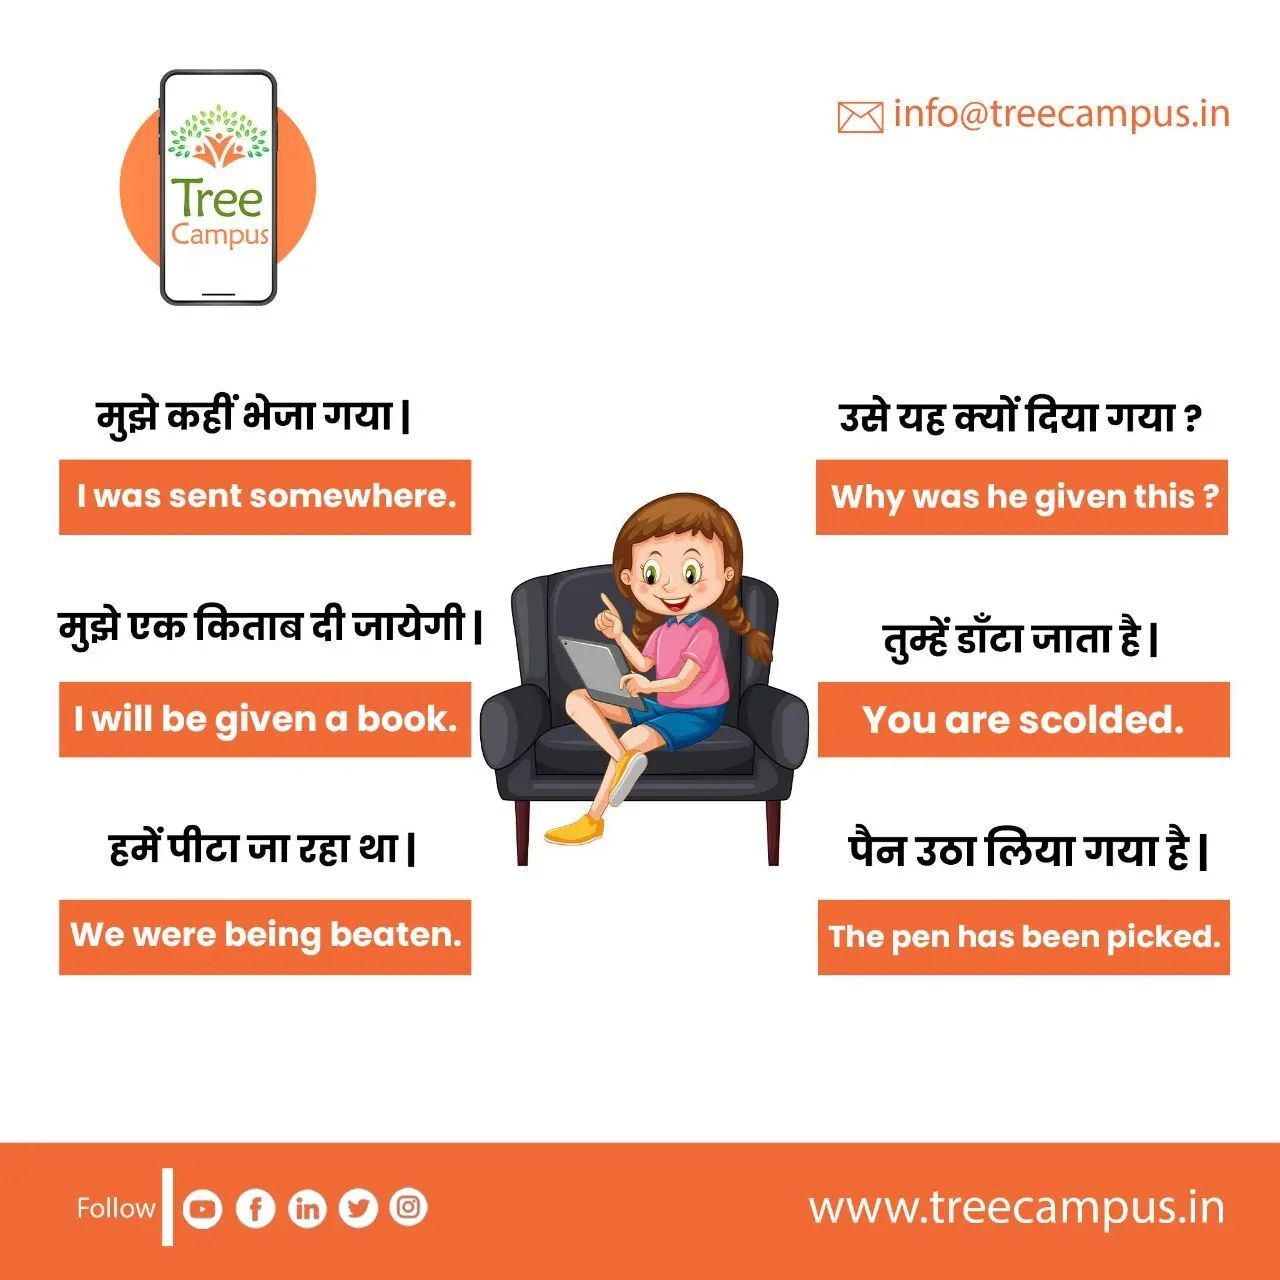 Tree
Campus
info@treecampus.in
मुझे कहीं भेजा गया |
I was sent somewhere.
मुझे एक किताब दी जायेगी |
I will be given a book.
हमें पीटा जा रहा था |
We were being beaten.
उसे यह क्यों दिया गया ?
Why was he given this ?
तुम्हें डाँटा जाता है |
You are scolded.
पैन उठा लिया गया है |
The pen has been picked.
Follow
www.treecampus.in